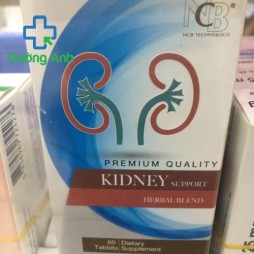 NCB
NCB TECHNOLOGY
Trường Anh
PREMIUM QUALITY
KIDNEY SUPPORT
HERBAL BLEND
60 Dietary
Tablets Supplement